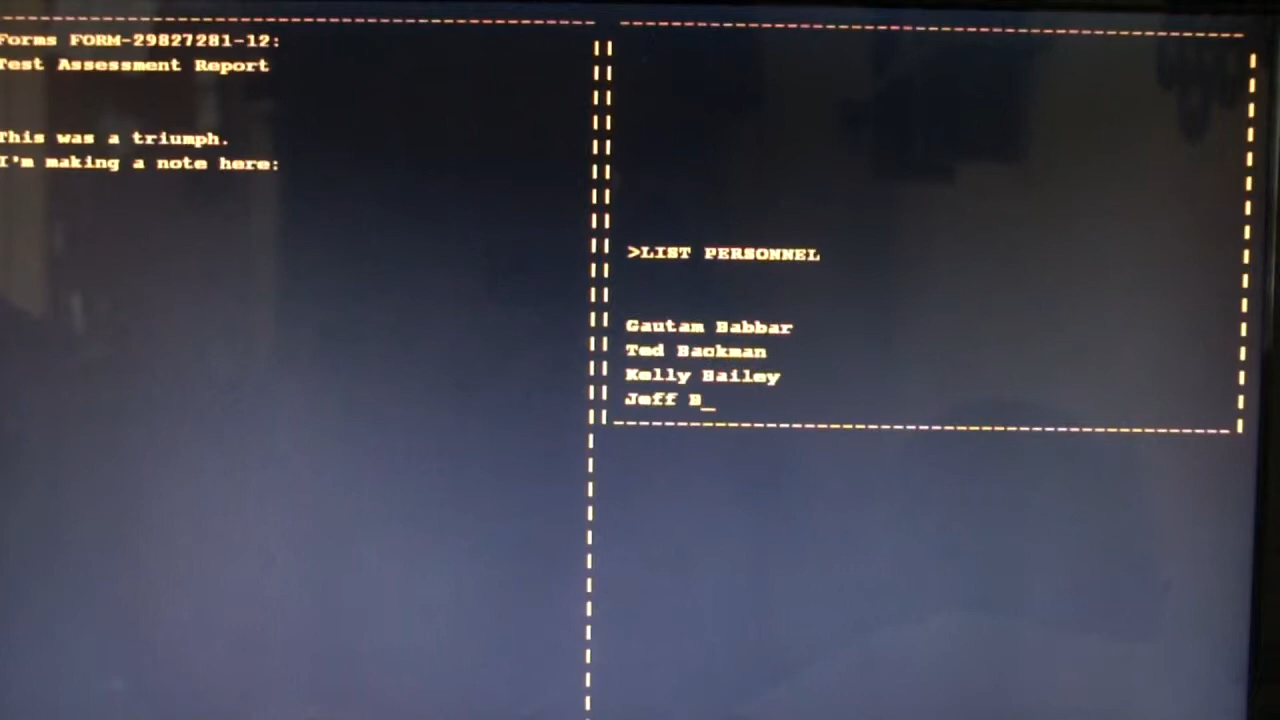 Forms FORM-29827281-12:
Test Assessment Report
This was a triumph.
I'm making a note here:
>LIST PERSONNEL
Gautam Babbar
Ted Backman
Kelly Bailey
Jeff B_